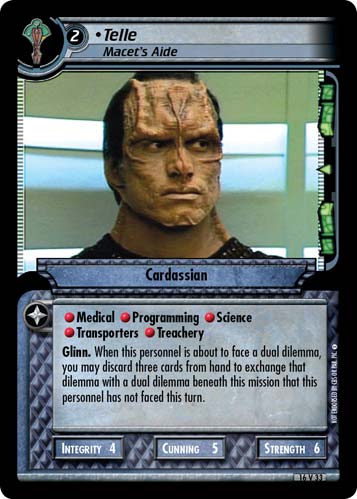 2 • Telle
Macet's Aide
Cardassian
• Medical • Programming • Science
• Transporters • Treachery
Glinn. When this personnel is about to face a dual dilemma,
you may discard three cards from hand to exchange that
dilemma with a dual dilemma beneath this mission that this
personnel has not faced this turn.
INTEGRITY 4 CUNNING 5 STRENGTH 6
16 V 33